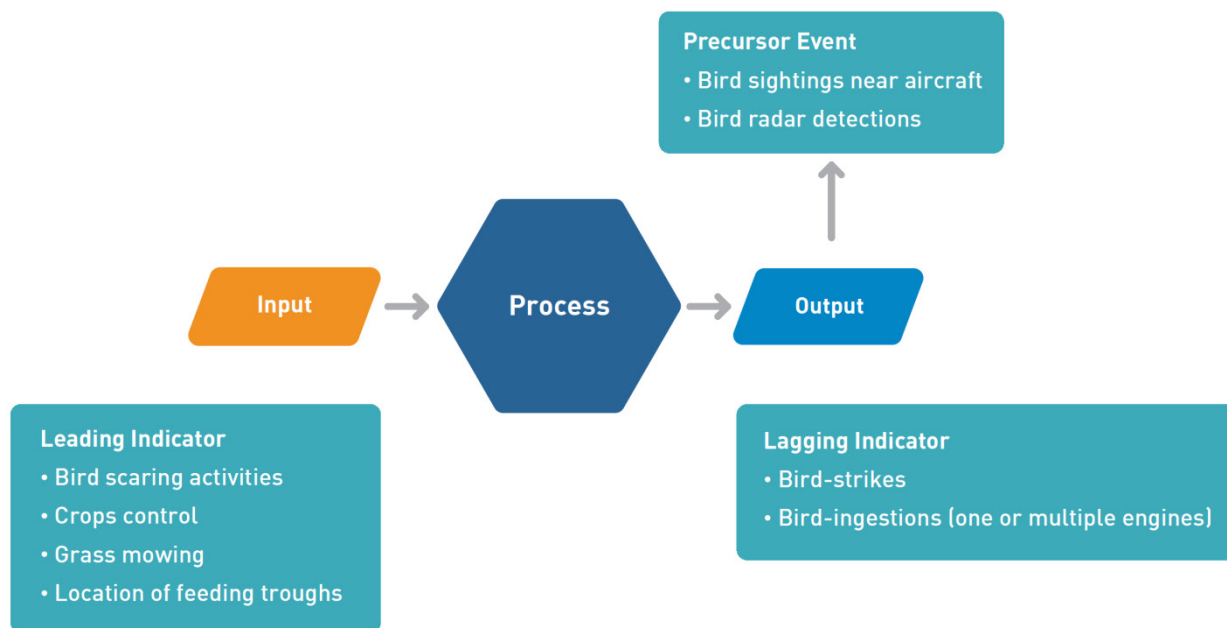 Precursor Event
• Bird sightings near aircraft
• Bird radar detections
Input
Process
Output
Leading Indicator
• Bird scaring activities
• Crops control
• Grass mowing
• Location of feeding troughs
Lagging Indicator
• Bird-strikes
• Bird-ingestions (one or multiple engines)